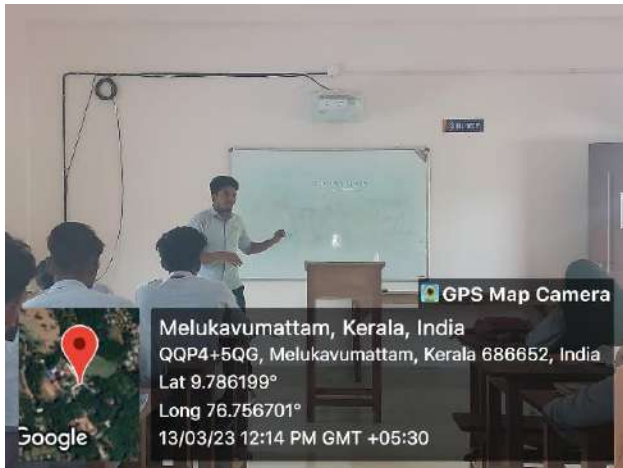 GPS Map Camera
Melukavumattam, Kerala, India
QQP4+5QG, Melukavumattam, Kerala 686652, India
Lat 9.786199°
Long 76.756701°
13/03/23 12:14 PM GMT +05:30
Google